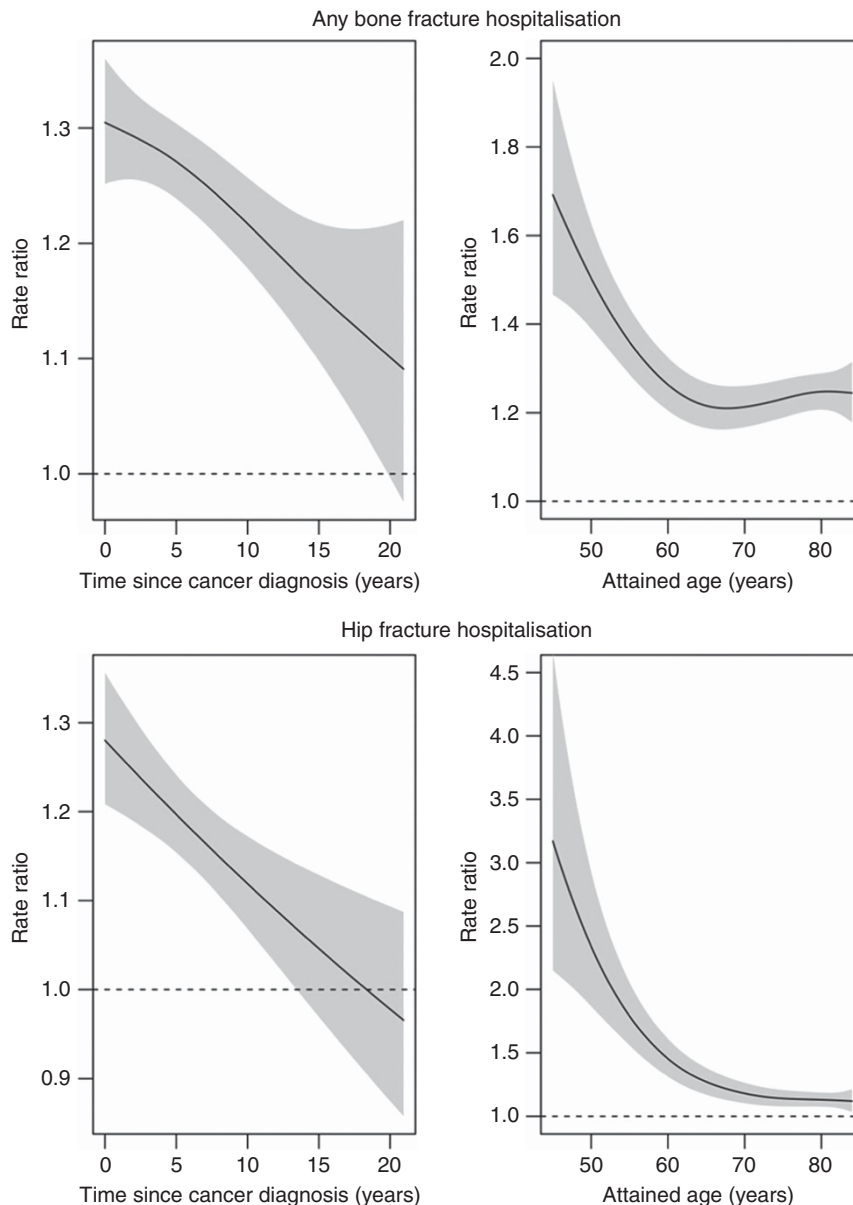 Any bone fracture hospitalisation
Rate ratio
1.3
1.2
1.1
1.0
0 5 10 15 20
Time since cancer diagnosis (years)
Rate ratio
2.0
1.8
1.6
1.4
1.2
1.0
50 60 70 80
Attained age (years)
Hip fracture hospitalisation
Rate ratio
1.3
1.2
1.1
1.0
0.9
0 5 10 15 20
Time since cancer diagnosis (years)
Rate ratio
4.5
4.0
3.5
3.0
2.5
2.0
1.5
1.0
50 60 70 80
Attained age (years)